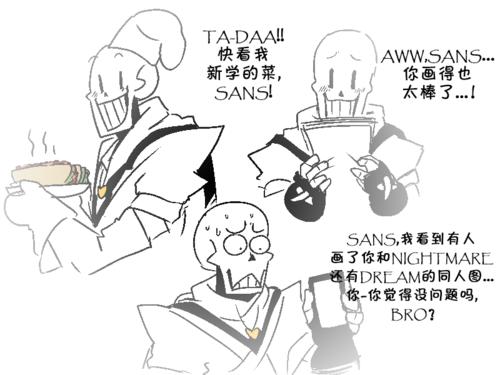 TA-DAA!!
快看我
新学的菜,
SANS!
AWW,SANS...
你画得也
太棒了...!
SANS,我看到有人
画了你和NIGHTMARE
还有DREAM的同人图...
你-你觉得没问题吗,
BRO?